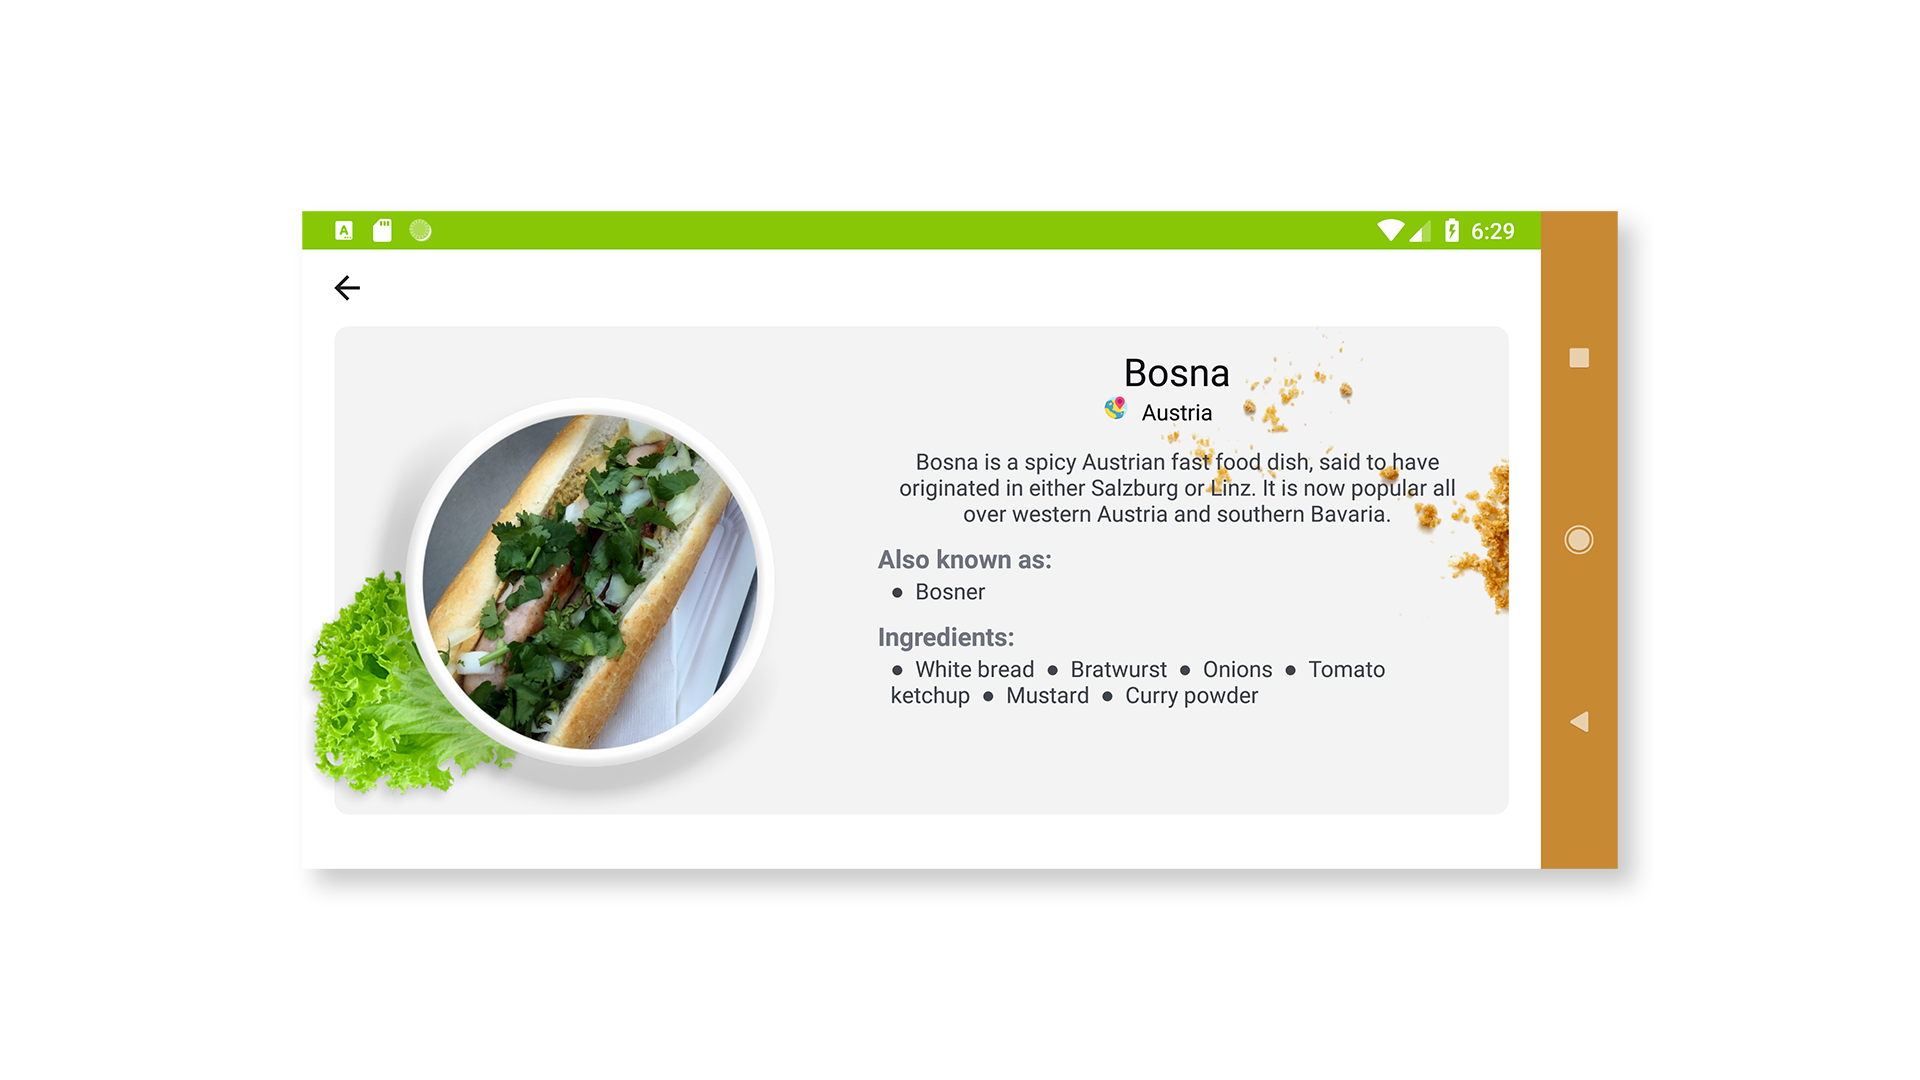 A
6:29
Bosna
Austria
Bosna is a spicy Austrian fast food dish, said to have
originated in either Salzburg or Linz. It is now popular all
over western Austria and southern Bavaria.
Also known as:
● Bosner
Ingredients:
● White bread ● Bratwurst ● Onions ● Tomato
ketchup ● Mustard ● Curry powder